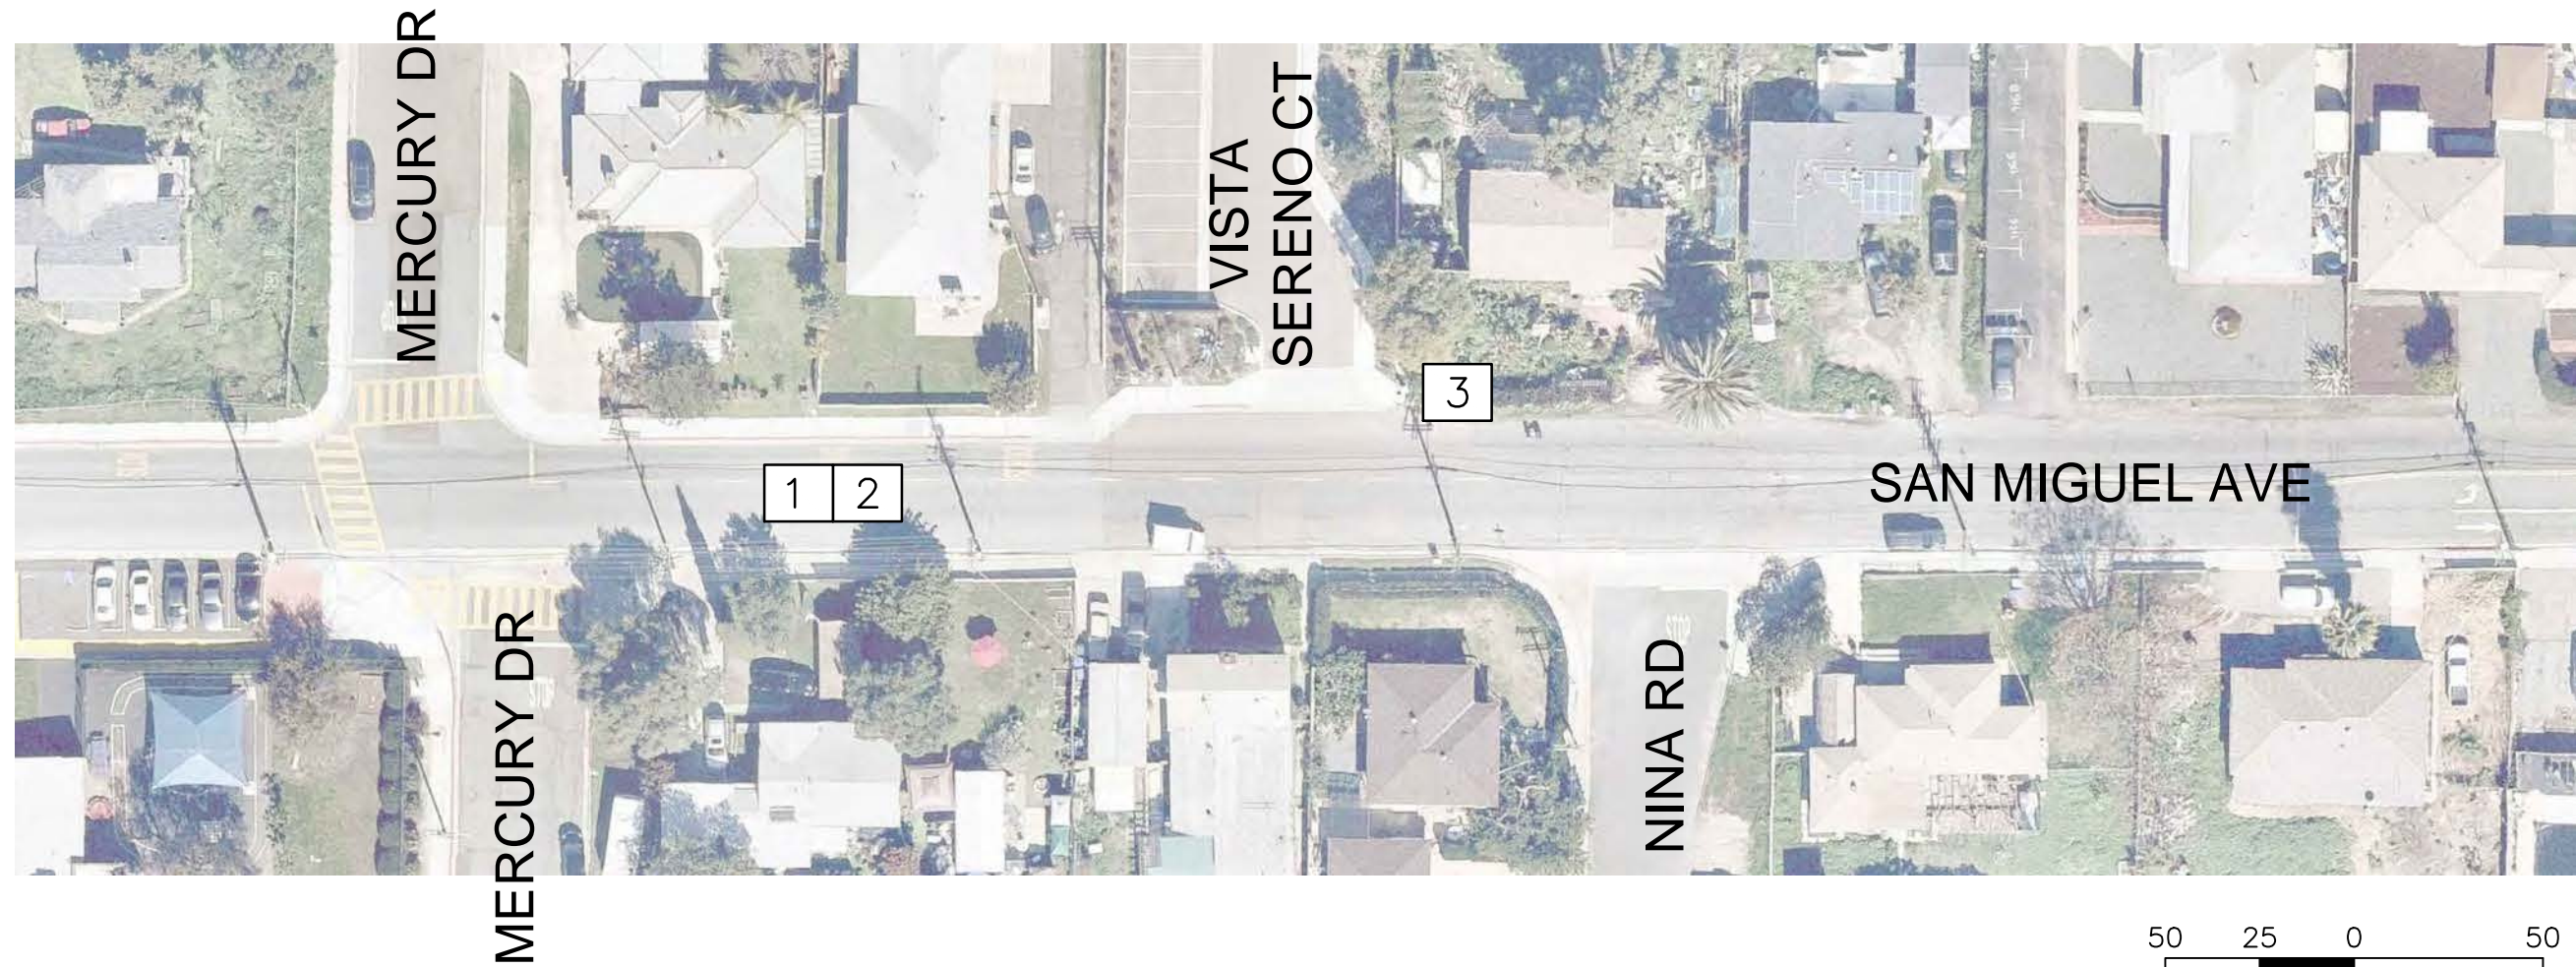 MERCURY DR
VISTA
SERENO CT
3
1 2
SAN MIGUEL AVE
NINA RD
MERCURY DR
50 25 0 50